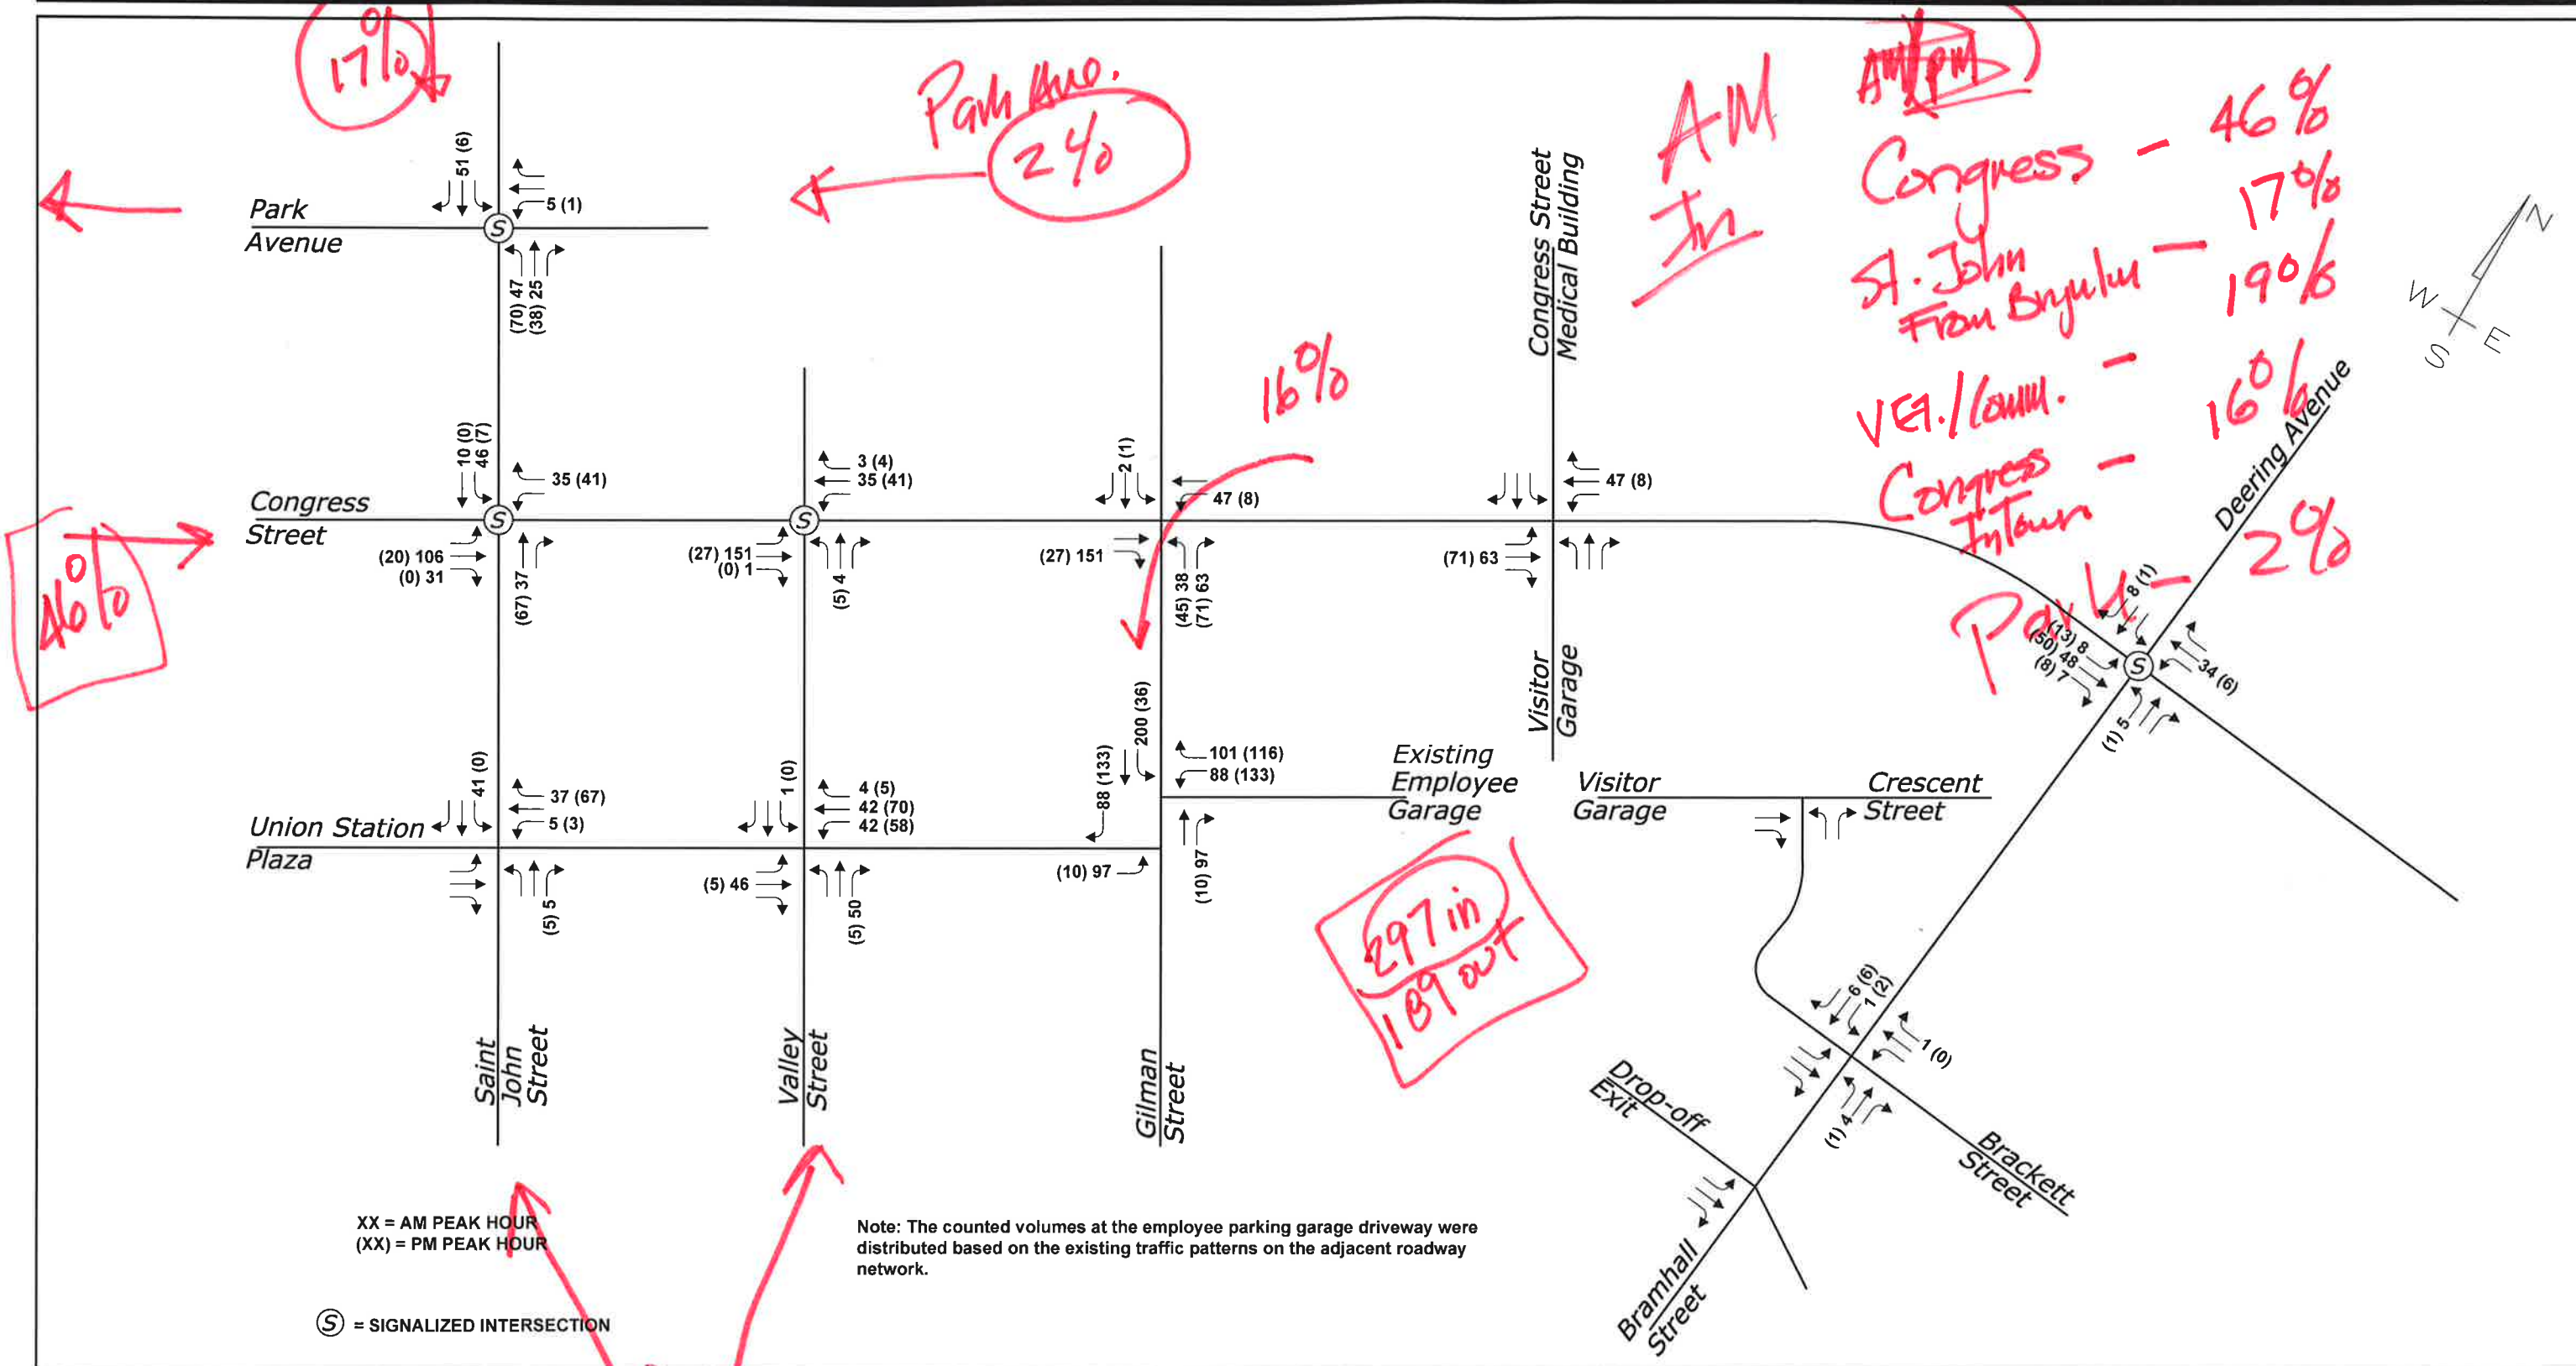 17%
Park Ave.
2%
AM
In
AM/PM
Congress - 46%
St. John - 17%
From
19%
VET./Comm. -
Congress - 16%
InTown
Park - 2%
N
W
E
S
51 (6)
5 (1)
Park
Avenue
S
(70) 47
(38) 25
Congress Street
Medical Building
16%
Deering Avenue
10 (0)
46 (7)
35 (41)
3 (4)
35 (41)
2 (1)
47 (8)
47 (8)
Congress
Street
S
S
(20) 106
(0) 31
(67) 37
(27) 151
(0) 1
(5) 4
(27) 151
(45) 38
(71) 63
(71) 63
46%
8 (1)
(13) 8
(50) 48
(8) 7
S
34 (6)
(1) 5
Visitor
Garage
41 (0)
37 (67)
5 (3)
1 (0)
4 (5)
42 (70)
42 (58)
88 (133)
200 (36)
101 (116)
88 (133)
Existing
Employee
Garage
Visitor
Garage
Crescent
Street
Union Station
Plaza
(5) 5
(5) 46
(5) 50
(10) 97
(10) 97
297 in
189 out
6 (6)
1 (2)
1 (0)
(1) 4
Saint
John
Street
Valley
Street
Gilman
Street
Drop-off
Exit
Brackett
Street
Bramhall
Street
XX = AM PEAK HOUR
(XX) = PM PEAK HOUR
Note: The counted volumes at the employee parking garage driveway were
distributed based on the existing traffic patterns on the adjacent roadway
network.
S = SIGNALIZED INTERSECTION